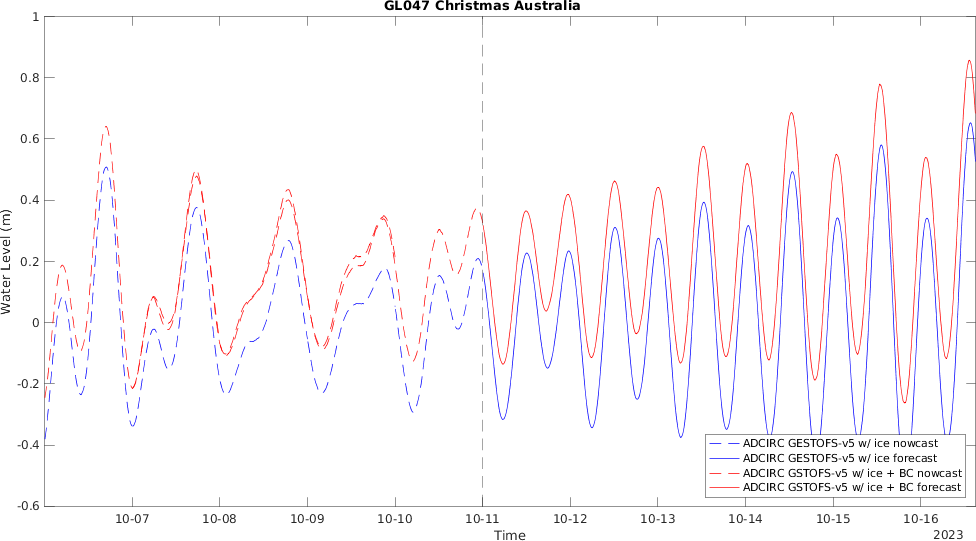 GL047 Christmas Australia
1
0.8
0.6
0.4
0.2
0
-0.2
-0.4
-0.6
Water Level (m)
ADCIRC GESTOFS-v5 w/ ice nowcast
ADCIRC GESTOFS-v5 w/ ice forecast
ADCIRC GSTOFS-v5 w/ ice + BC nowcast
ADCIRC GSTOFS-v5 w/ ice + BC forecast
10-07 10-08 10-09 10-10 10-11 10-12 10-13 10-14 10-15 10-16
Time
2023